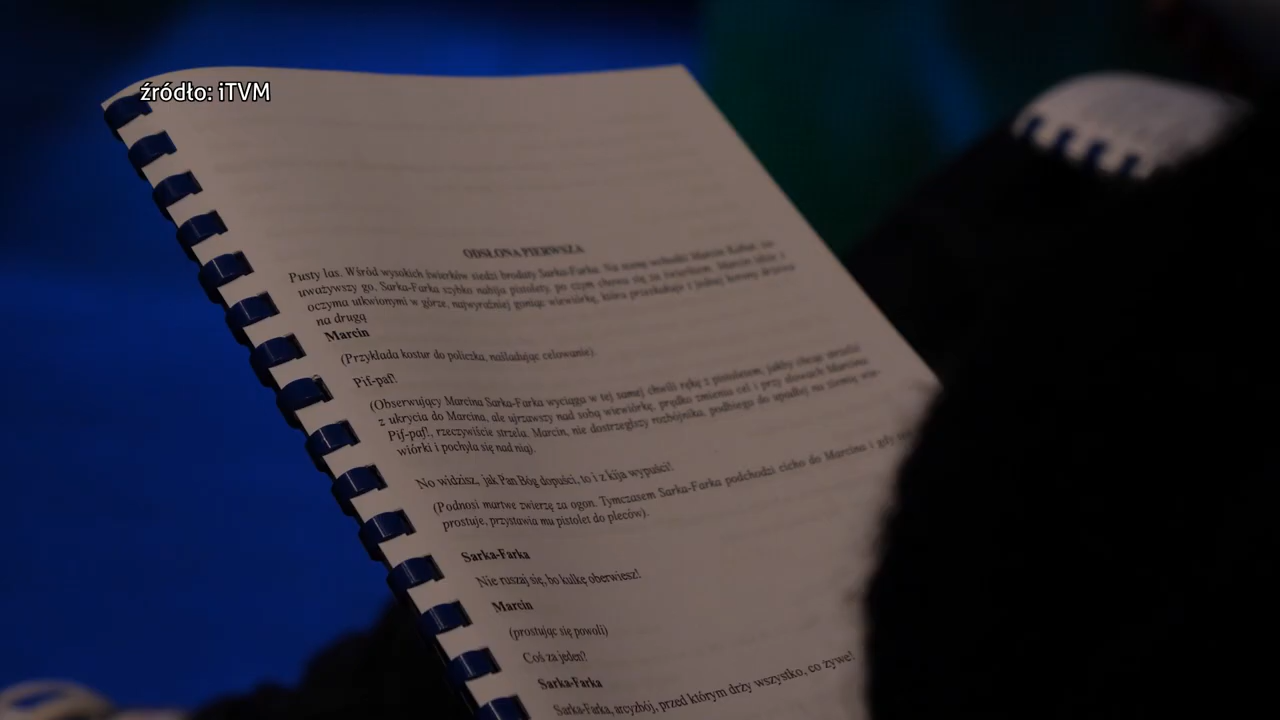 źródło: iTVM
ODSŁONA PIERWSZA
Pusty las. Wśród wysokich świerków siedzi brodaty Sarka-Farka. Na scenę wchodzi Marcin Kabat, za-
uważywszy go, Sarka-Farka szybko nabija pistolety, po czym chowa się za świerkiem. Marcin idzie z
oczyma utkwionymi w górze, najwyraźniej goniąc wiewiórkę, która przeskakuje z jednej korony drzewa
na drugą
Marcin
(Przykłada kostur do policzka, naśladując celowanie).
Pif-paf!
(Obserwujący Marcina Sarka-Farka wyciąga w tej samej chwili rękę z pistoletem, jakby chcąc strzelić
z ukrycia do Marcina, ale ujrzawszy nad sobą wiewiórkę, prędko zmienia cel i przy słowach Marcina:
Pif-paf!, rzeczywiście strzela. Marcin, nie dostrzegłszy rozbójnika, podbiega do upadłej na ziemię wie-
wiórki i pochyla się nad nią).
No widzisz, jak Pan Bóg dopuści, to i z kija wypuści!
(Podnosi martwe zwierzę za ogon. Tymczasem Sarka-Farka podchodzi cicho do Marcina i gdy ten
prostuje, przystawia mu pistolet do pleców).
Sarka-Farka
Nie ruszaj się, bo kulkę oberwiesz!
Marcin
(prostując się powoli)
Coś za jeden?
Sarka-Farka
Sarka-Farka, arcyzbój, przed którym drży wszystko, co żywe!